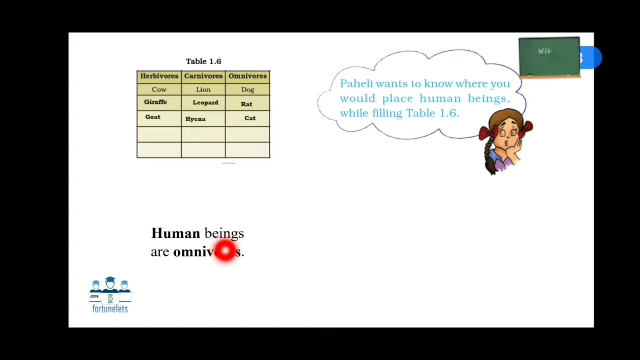 Table 1.6
Herbivores Carnivores Omnivores
Cow Lion Dog
Giraffe Leopard Rat
Goat Hyena Cat
Paheli wants to know where you
would place human beings,
while filling Table 1.6.
Human beings
are omnivores.
fortunelets